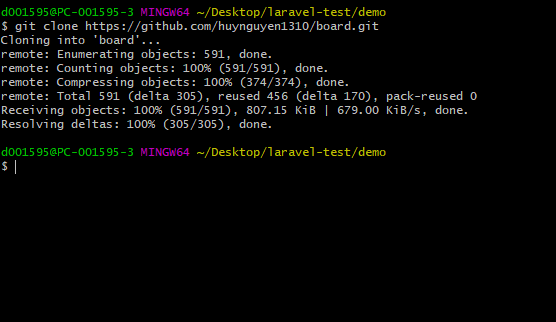 d001595@PC-001595-3 MINGW64 ~/Desktop/laravel-test/demo
$ git clone https://github.com/huynguyen1310/board.git
Cloning into 'board'...
remote: Enumerating objects: 591, done.
remote: Counting objects: 100% (591/591), done.
remote: Compressing objects: 100% (374/374), done.
remote: Total 591 (delta 305), reused 456 (delta 170), pack-reused 0
Receiving objects: 100% (591/591), 807.15 KiB | 679.00 KiB/s, done.
Resolving deltas: 100% (305/305), done.
d001595@PC-001595-3 MINGW64 ~/Desktop/laravel-test/demo
$